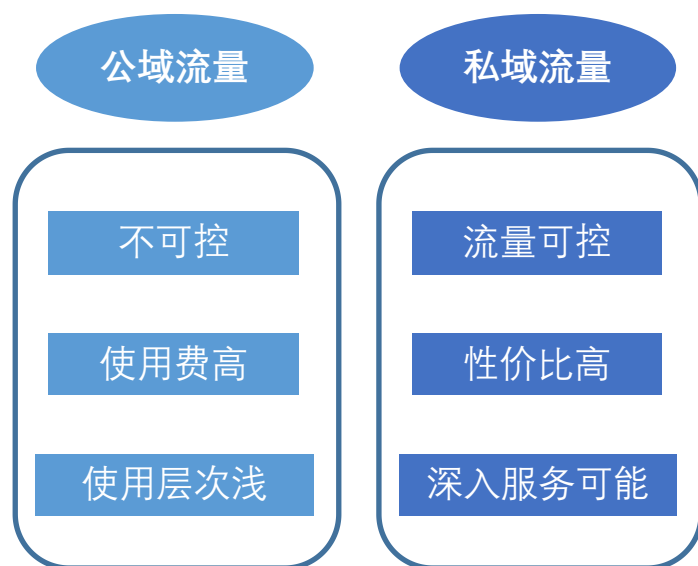 公域流量
私域流量
不可控
流量可控
使用费高
性价比高
使用层次浅
深入服务可能